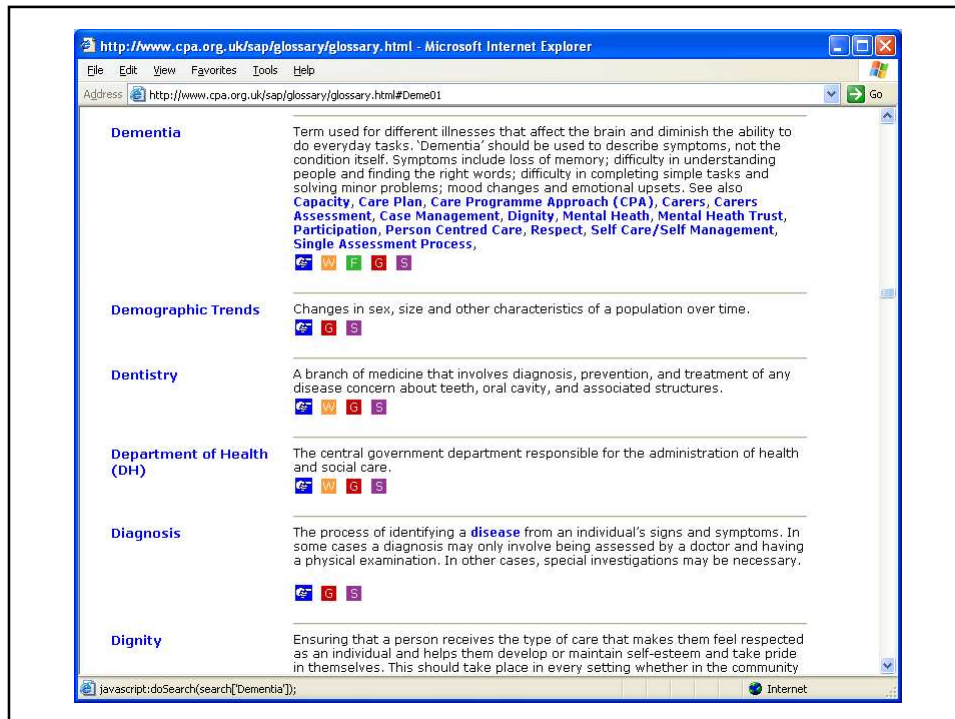 http://www.cpa.org.uk/sap/glossary/glossary.html - Microsoft Internet Explorer
File Edit View Favorites Tools Help
Address http://www.cpa.org.uk/sap/glossary/glossary.html#Deme01 Go
Dementia
Term used for different illnesses that affect the brain and diminish the ability to
do everyday tasks. 'Dementia' should be used to describe symptoms, not the
condition itself. Symptoms include loss of memory; difficulty in understanding
people and finding the right words; difficulty in completing simple tasks and
solving minor problems; mood changes and emotional upsets. See also
Capacity, Care Plan, Care Programme Approach (CPA), Carers, Carers
Assessment, Case Management, Dignity, Mental Heath, Mental Heath Trust,
Participation, Person Centred Care, Respect, Self Care/Self Management,
Single Assessment Process,
W F G S
Demographic Trends
Changes in sex, size and other characteristics of a population over time.
G S
Dentistry
A branch of medicine that involves diagnosis, prevention, and treatment of any
disease concern about teeth, oral cavity, and associated structures.
W G S
Department of Health
(DH)
The central government department responsible for the administration of health
and social care.
W G S
Diagnosis
The process of identifying a disease from an individual's signs and symptoms. In
some cases a diagnosis may only involve being assessed by a doctor and having
a physical examination. In other cases, special investigations may be necessary.
G S
Dignity
Ensuring that a person receives the type of care that makes them feel respected
as an individual and helps them develop or maintain self-esteem and take pride
in themselves. This should take place in every setting whether in the community
javascript:doSearch(search['Dementia']); Internet